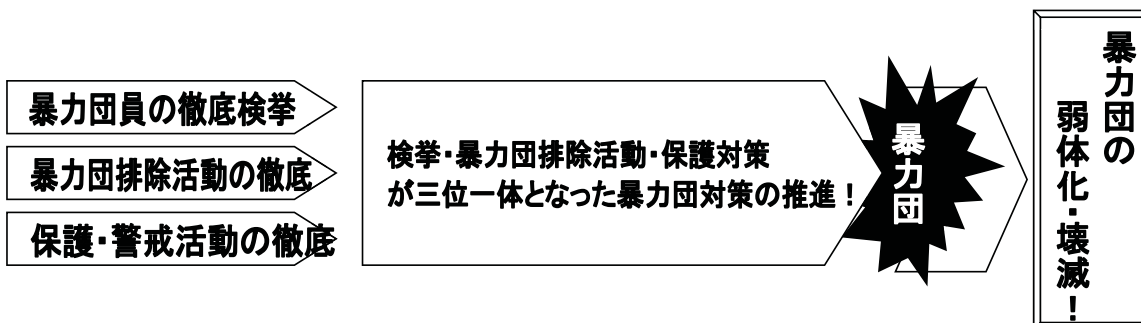 暴力団員の徹底検挙
暴力団排除活動の徹底
保護・警戒活動の徹底
検挙・暴力団排除活動・保護対策
が三位一体となった暴力団対策の推進！
暴力団
暴力団の
弱体化・壊滅！